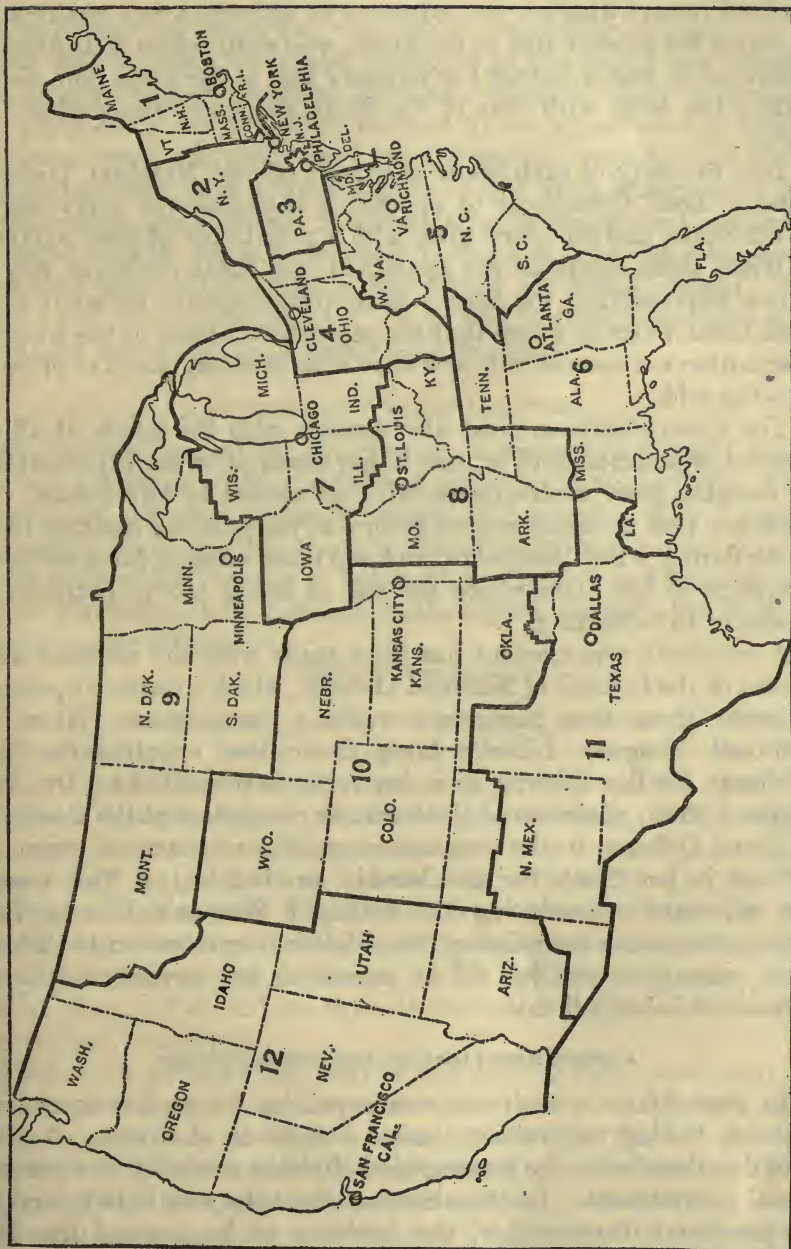 MAINE
1
VT.
N.H.
BOSTON
MASS.
CONN.
R.I.
2
N.Y.
NEW YORK
N.J.
PHILADELPHIA
3
PA.
DEL.
MD.
CLEVELAND
4
OHIO
W. VA.
VA.
RICHMOND
5
N.C.
S.C.
MICH.
CHICAGO
IND.
KY.
TENN.
ATLANTA
GA.
ALA.
6
FLA.
WIS.
7
ILL.
ST. LOUIS
8
MISS.
MINN.
MINNEAPOLIS
IOWA
MO.
ARK.
LA.
N. DAK.
9
S. DAK.
NEBR.
KANSAS CITY
KANS.
OKLA.
DALLAS
TEXAS
11
MONT.
WYO.
10
COLO.
N. MEX.
IDAHO
UTAH
ARIZ.
WASH.
OREGON
12
NEV.
SAN FRANCISCO
CAL.